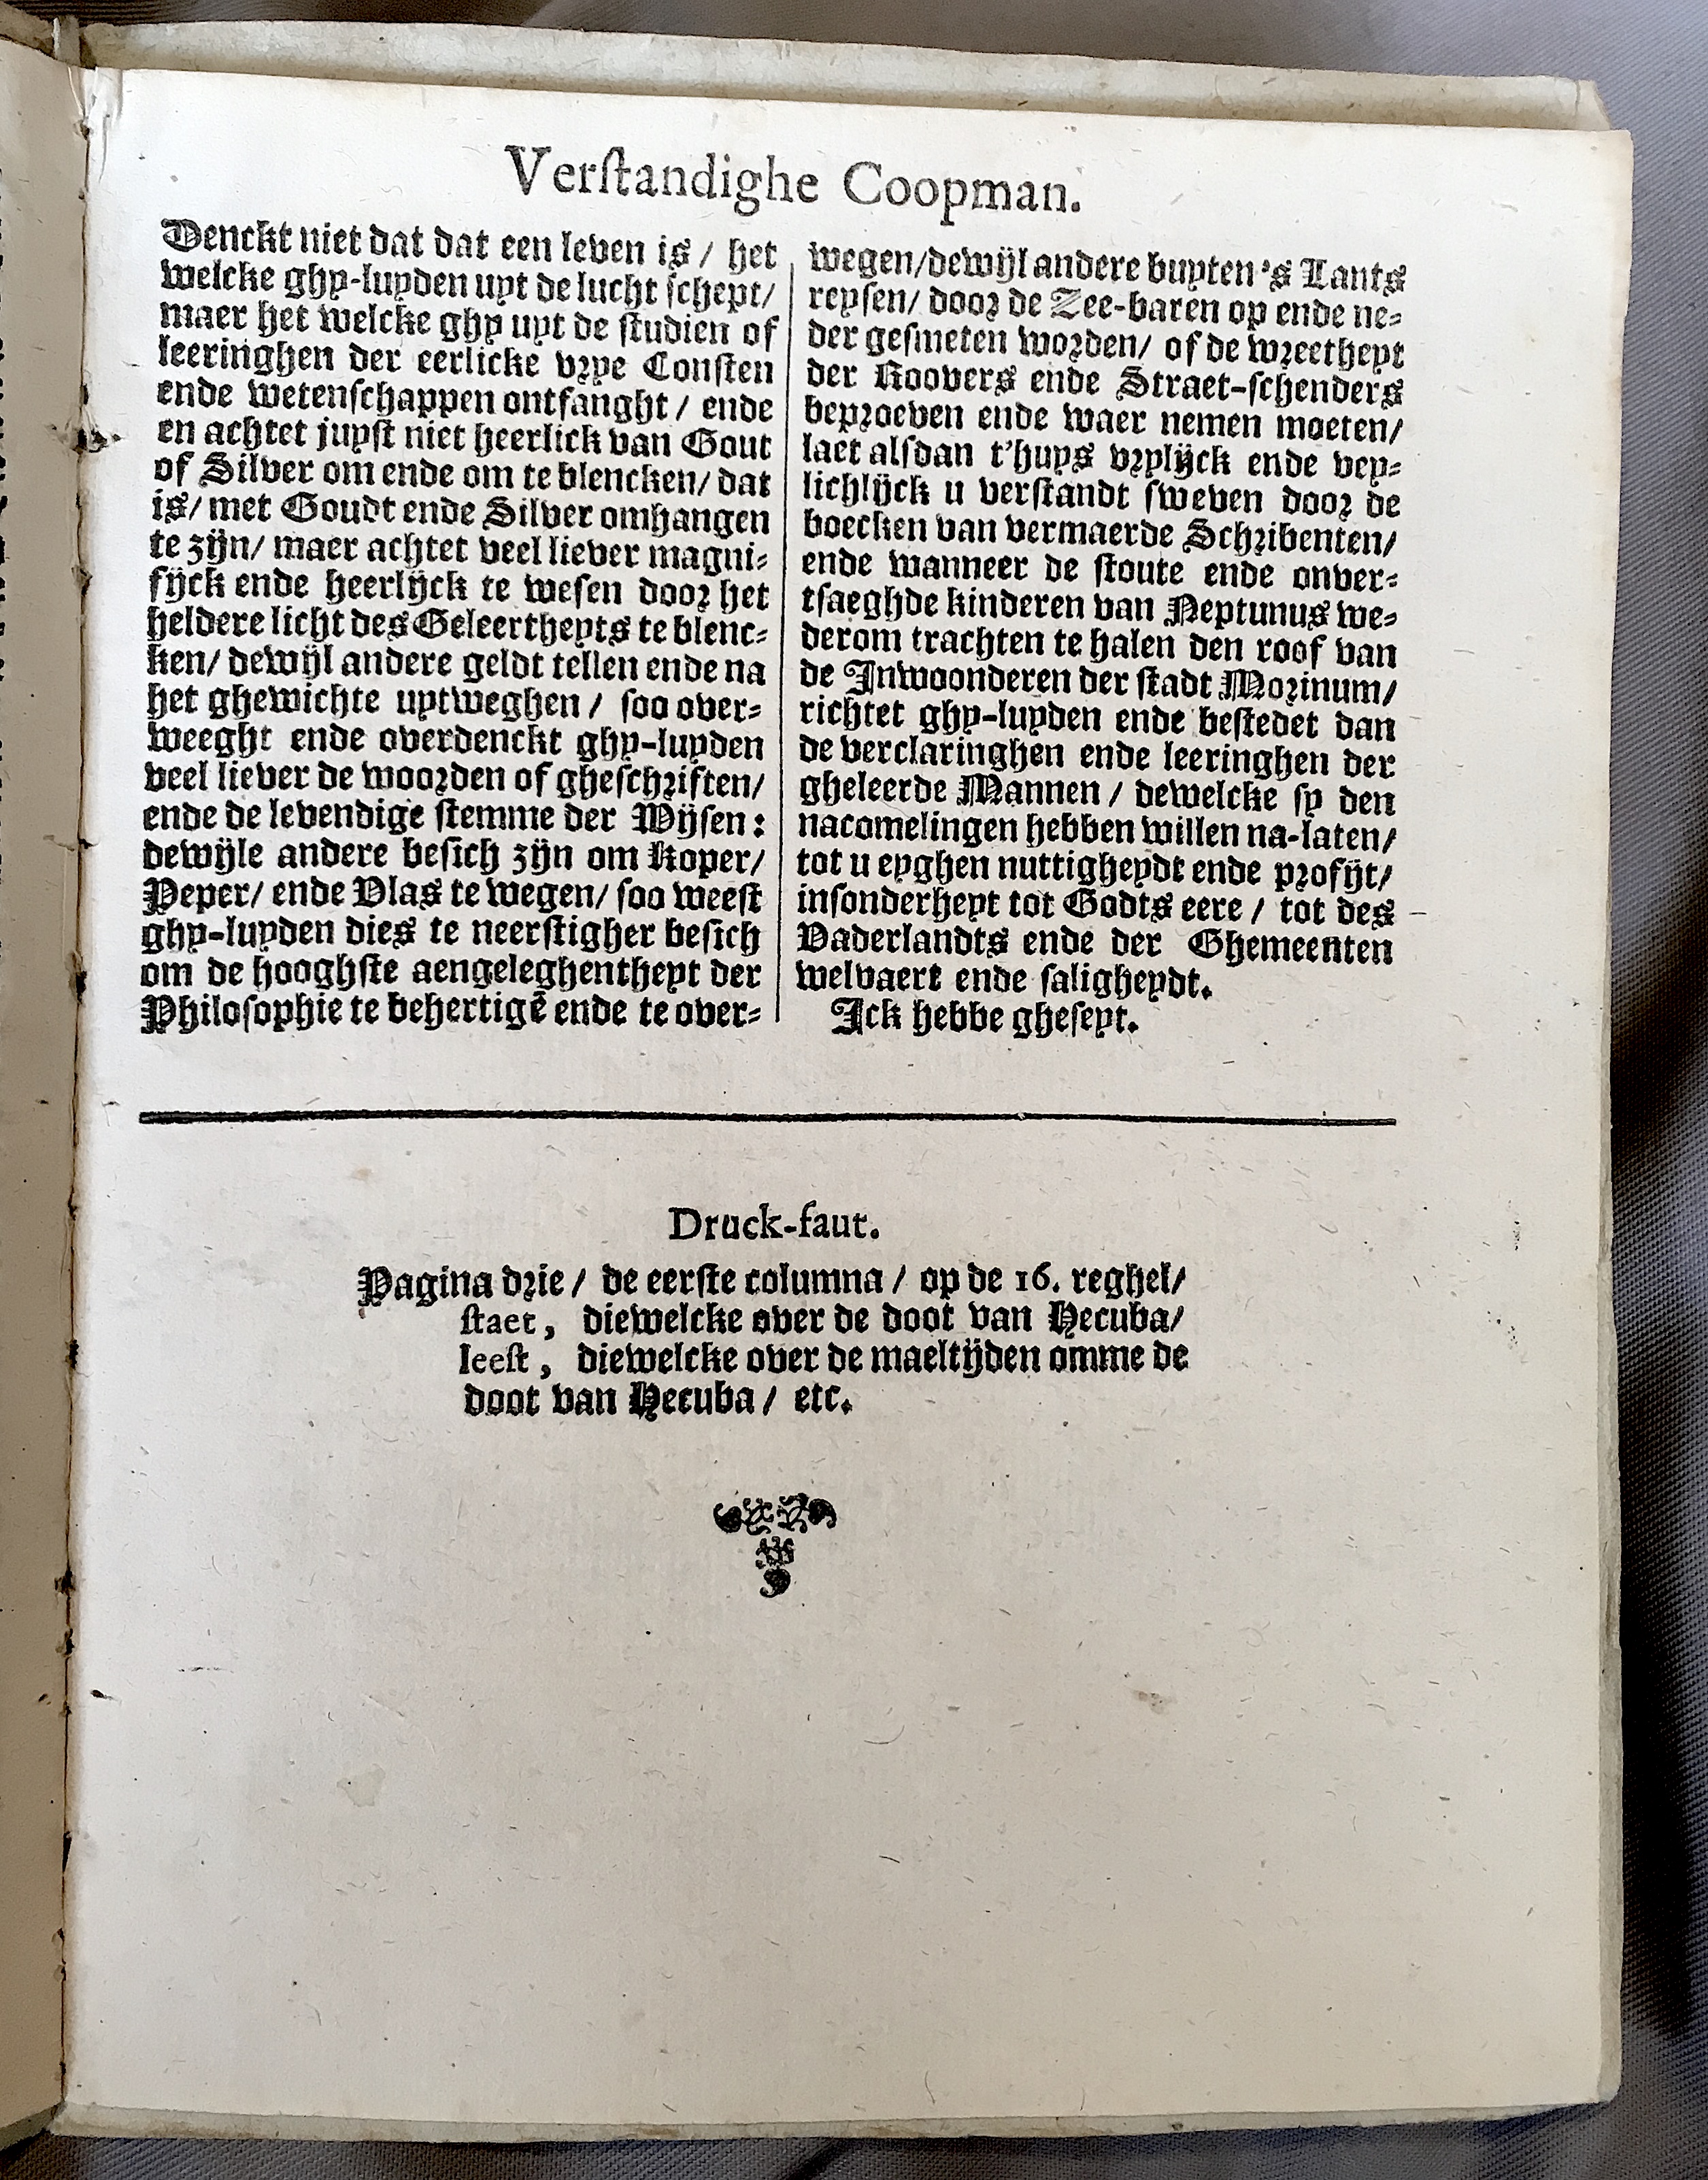 Verſtandighe Coopman.
Denckt niet dat dat een leven is / het
welcke ghy-luyden uyt de lucht ſchept/
maer het welcke ghy uyt de ſtudien of
leeringhen der eerlicke vrye Conſten
ende wetenſchappen ontfanght / ende
en achtet juyſt niet heerlick van Gout
of Silver om ende om te blencken/ dat
is/ met Goudt ende Silver omhangen
te zijn/ maer achtet veel liever magni-
fijck ende heerlijck te weſen door het
heldere licht des Geleertheyts te blenc-
ken/ dewijl andere geldt tellen ende na
het ghewichte uytweghen / ſoo over-
weeght ende overdenckt ghy-luyden
veel liever de woorden of gheſchriften/
ende de levendige ſtemme der Wijſen:
dewijle andere beſich zijn om Koper/
Peper/ ende Vlas te wegen/ ſoo weeſt
ghy-luyden dies te neerſtigher beſich
om de hooghſte aengeleghentheyt der
Philoſophie te behertigē ende te over-
wegen/dewijl andere buyten 's Lants
reyſen/ door de Zee-baren op ende ne-
der geſmeten worden/ of de wreetheyt
der Roovers ende Straet-ſchenders
beproeven ende waer nemen moeten/
laet alſdan t'huys vrylijck ende vey-
lichlijck u verſtandt ſweven door de
boecken van vermaerde Schribenten/
ende wanneer de ſtoute ende onver-
tſaeghde kinderen van Neptunus we-
derom trachten te halen den roof van
de Inwoonderen der ſtadt Morinum/
richtet ghy-luyden ende beſtedet dan
de verclaringhen ende leeringhen der
gheleerde Mannen / dewelcke ſy den
nacomelingen hebben willen na-laten/
tot u eyghen nuttigheydt ende profijt/
inſonderheyt tot Godts eere / tot des
Vaderlandts ende der Ghemeenten
welvaert ende ſaligheydt.
Ick hebbe gheſeyt.
Druck-faut.
Pagina drie / de eerſte columna / op de 16. reghel/
ſtaet, diewelcke over de doot van Hecuba/
leeſt, diewelcke over de maeltijden omme de
doot van Hecuba / etc.